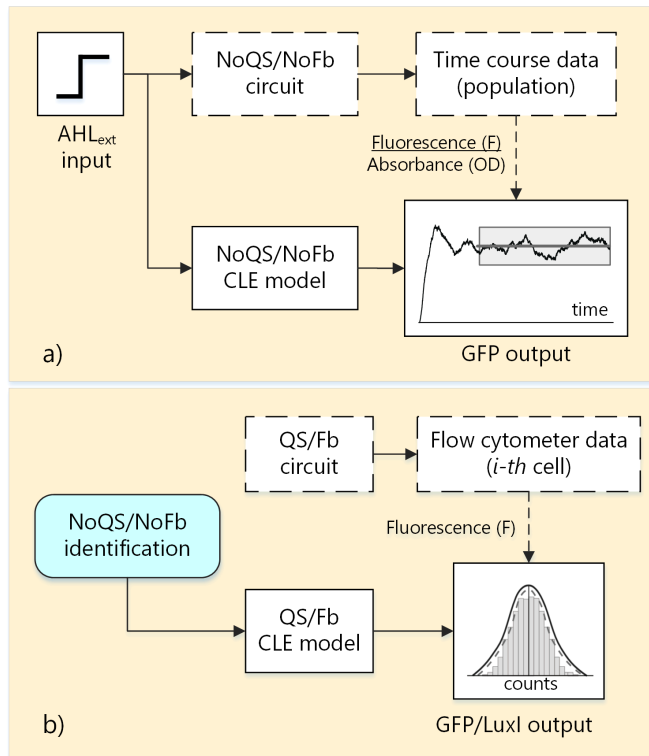 AHLext
input
NoQS/NoFb
circuit
Time course data
(population)
Fluorescence (F)
Absorbance (OD)
NoQS/NoFb
CLE model
time
GFP output
a)
QS/Fb
circuit
Flow cytometer data
(i-th cell)
NoQS/NoFb
identification
Fluorescence (F)
QS/Fb
CLE model
counts
GFP/LuxI output
b)